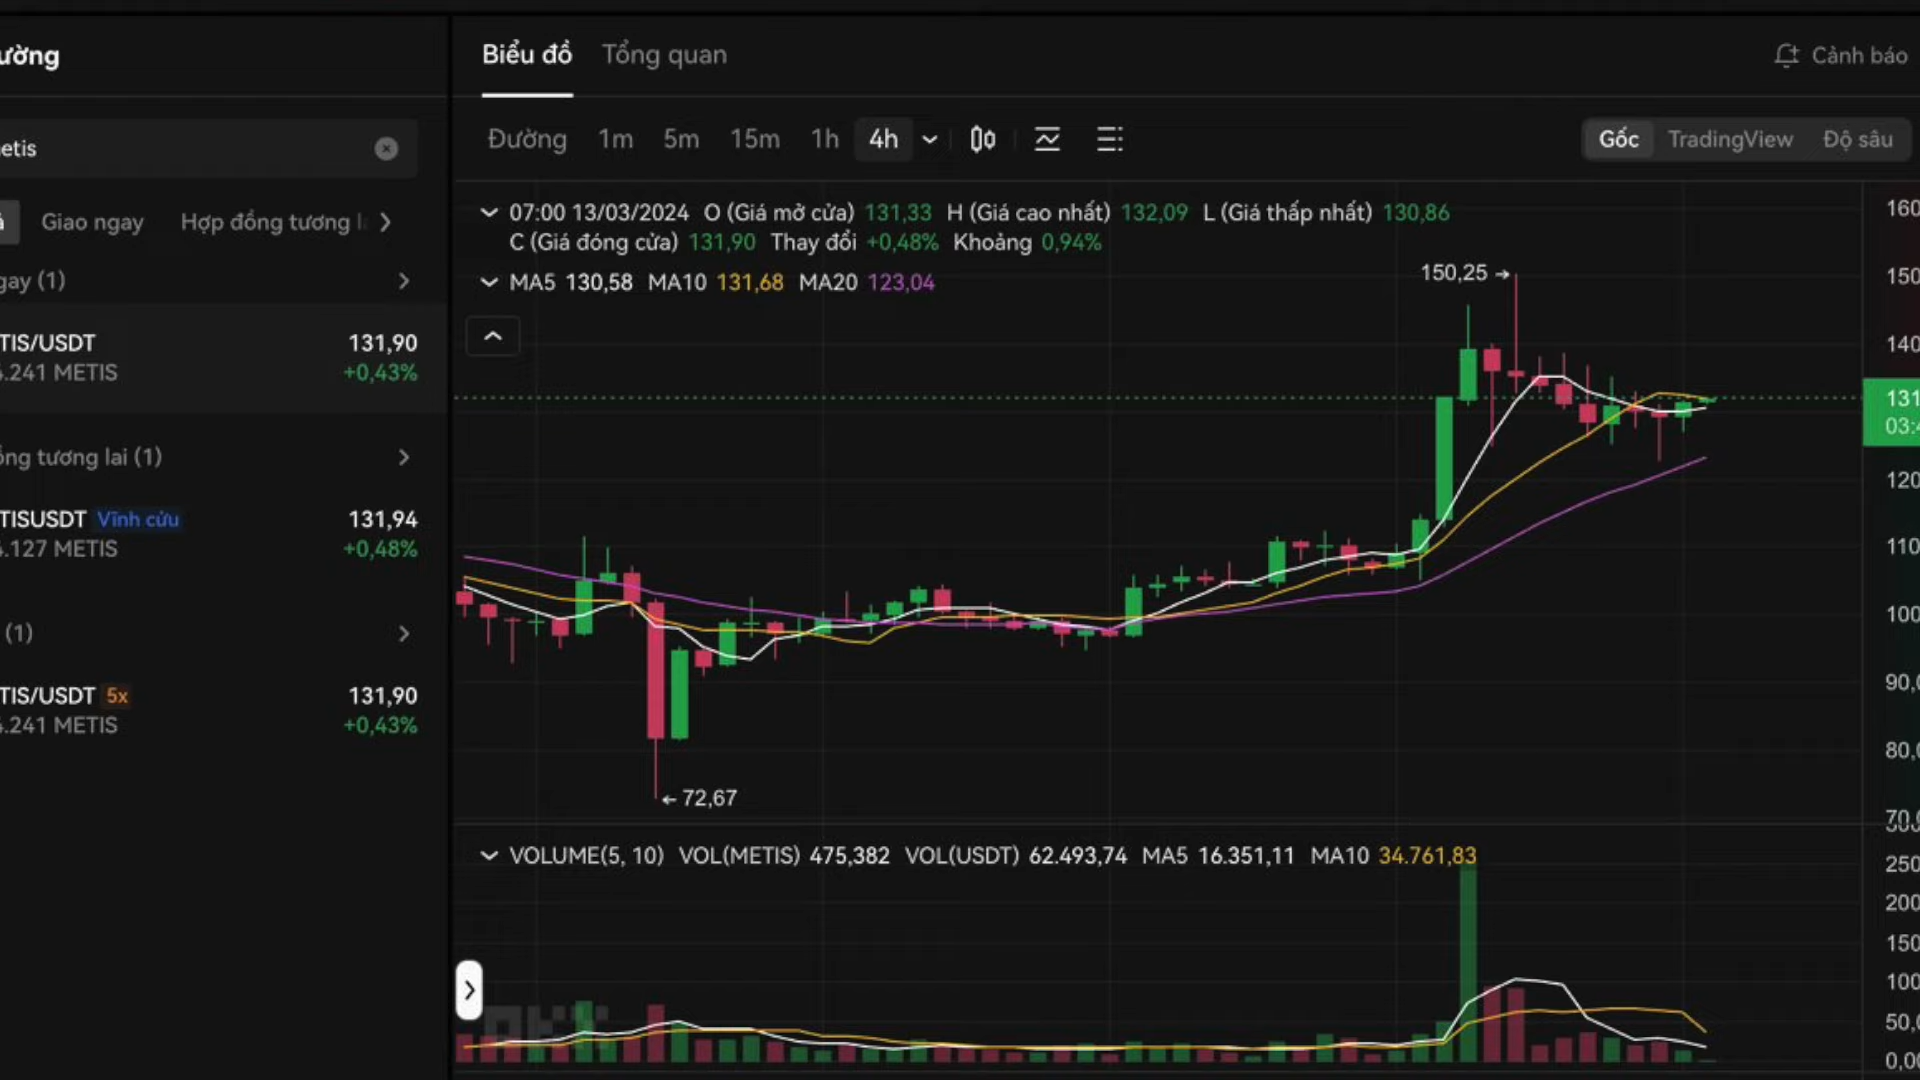 ường
Biểu đồ Tổng quan
Cảnh báo
etis
Đường 1m 5m 15m 1h 4h
Gốc TradingView Độ sâu
Giao ngay Hợp đồng tương l
07:00 13/03/2024 O (Giá mở cửa) 131,33 H (Giá cao nhất) 132,09 L (Giá thấp nhất) 130,86
C (Giá đóng cửa) 131,90 Thay đổi +0,48% Khoảng 0,94%
MA5 130,58 MA10 131,68 MA20 123,04
gay (1)
TIS/USDT 131,90
.241 METIS +0,43%
ồng tương lai (1)
TISUSDT Vĩnh cửu 131,94
.127 METIS +0,48%
(1)
TIS/USDT 5x 131,90
.241 METIS +0,43%
150,25
72,67
160
150
140
131
03:4
120
110
100
90,0
80,0
70,0
VOLUME(5, 10) VOL(METIS) 475,382 VOL(USDT) 62.493,74 MA5 16.351,11 MA10 34.761,83
250
200
150
100
50,0
0,00